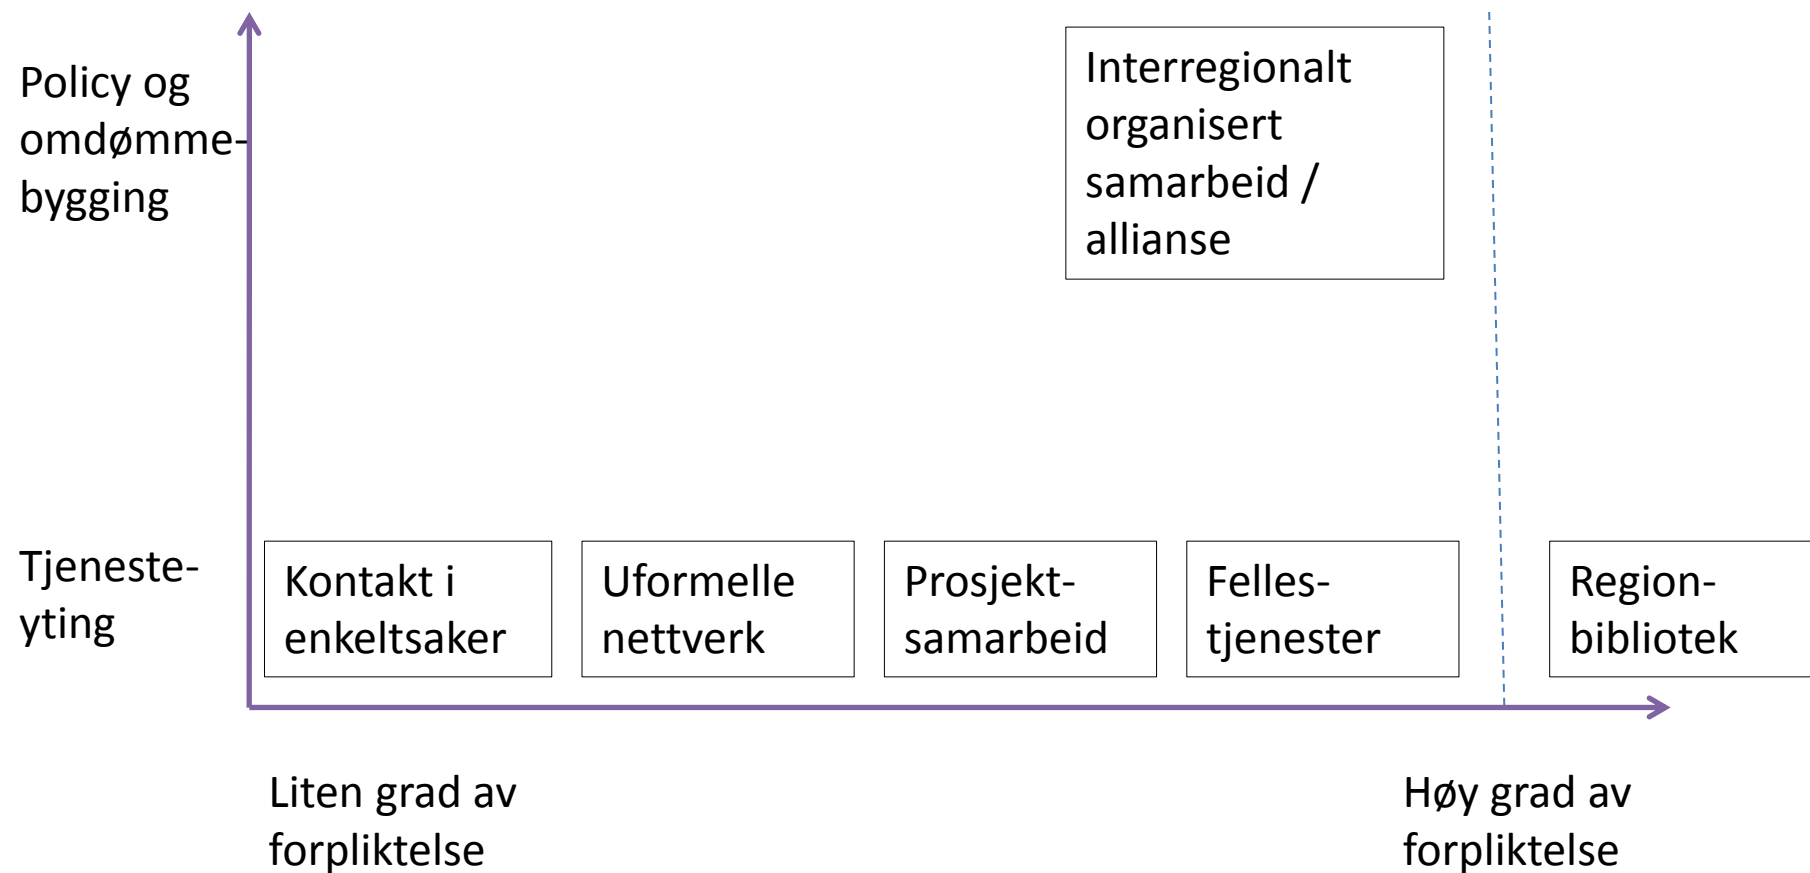 Policy og
omdømme-
bygging
Interregionalt
organisert
samarbeid /
allianse
Tjeneste-
yting
Kontakt i
enkeltsaker
Uformelle
nettverk
Prosjekt-
samarbeid
Felles-
tjenester
Region-
bibliotek
Liten grad av
forpliktelse
Høy grad av
forpliktelse